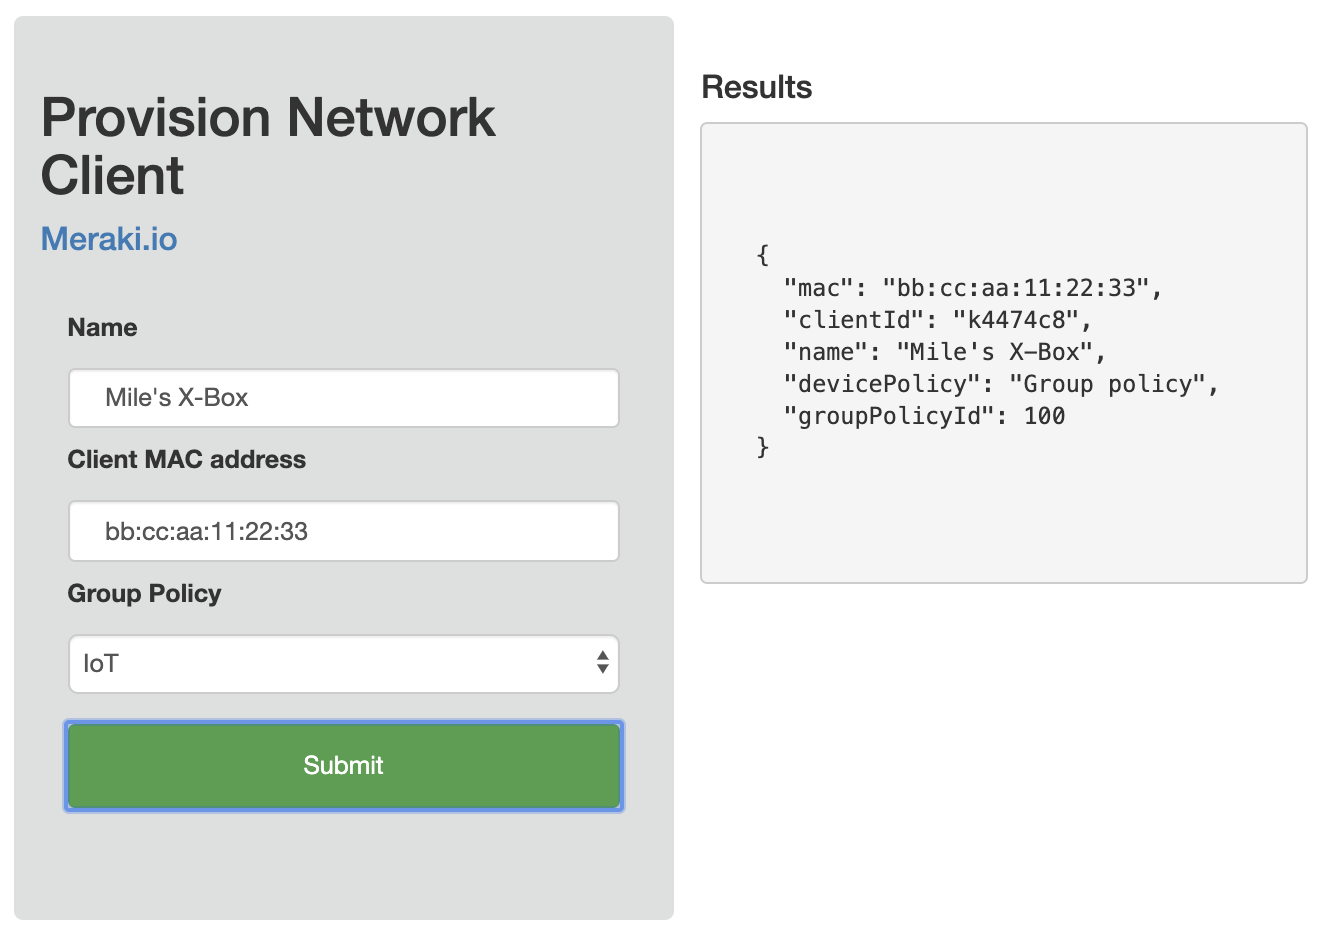 Provision Network
Client
Meraki.io
Name
Mile's X-Box
Client MAC address
bb:cc:aa:11:22:33
Group Policy
IoT
Submit
Results
{
  "mac": "bb:cc:aa:11:22:33",
  "clientId": "k4474c8",
  "name": "Mile's X-Box",
  "devicePolicy": "Group policy",
  "groupPolicyId": 100
}